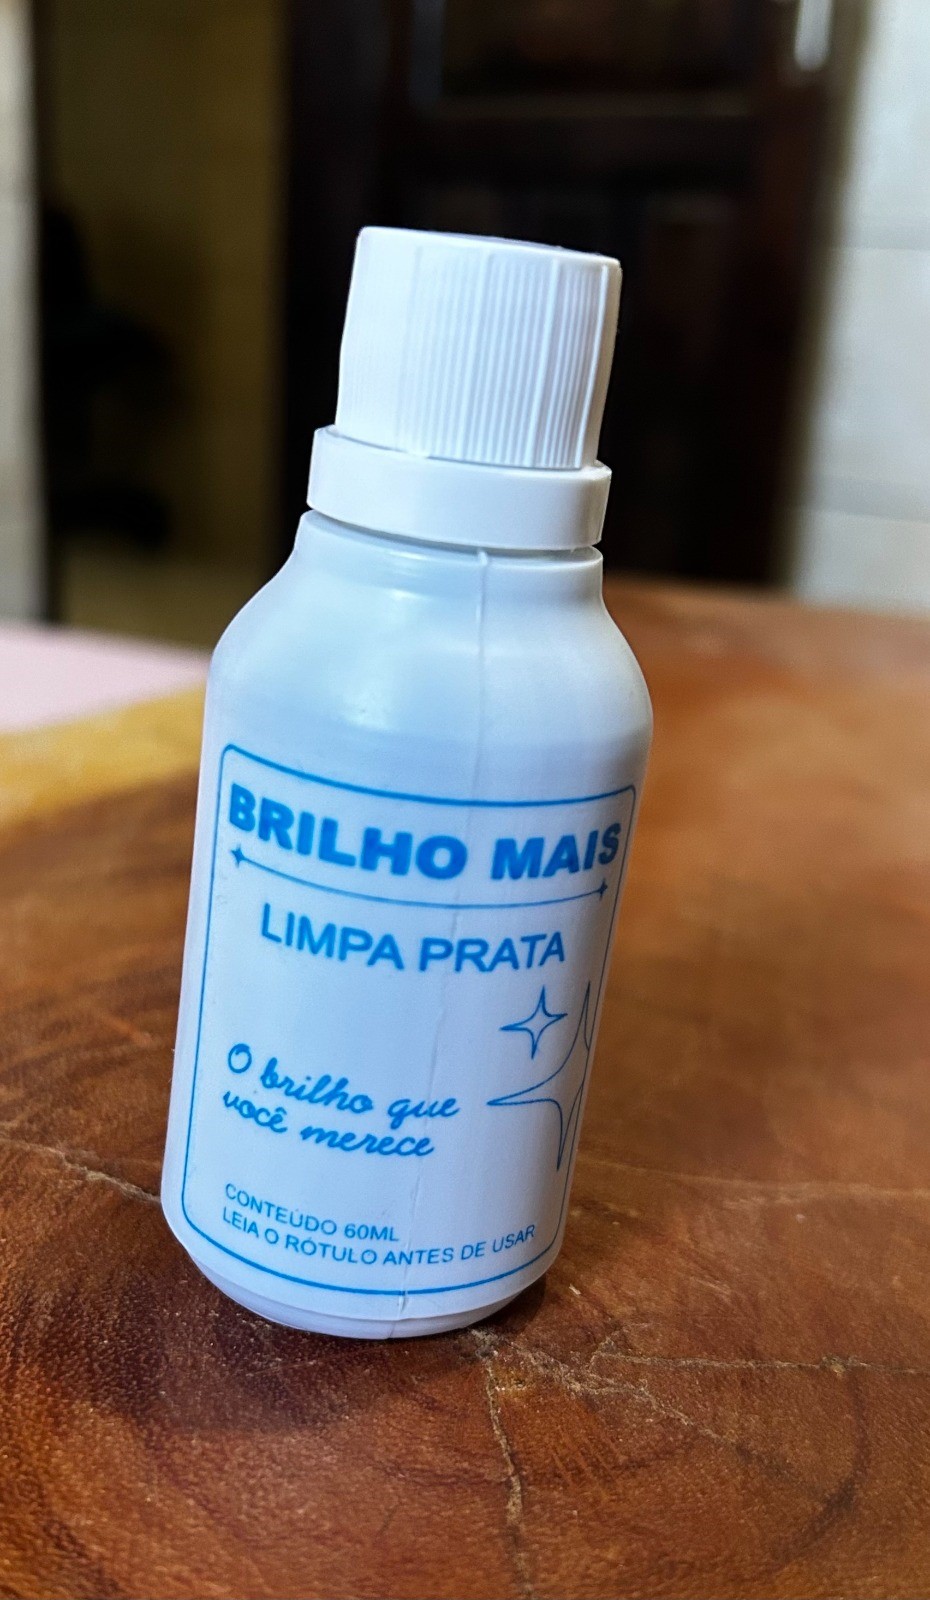 BRILHO MAIS
LIMPA PRATA
O brilho que
você merece
CONTEÚDO 60ML
LEIA O RÓTULO ANTES DE USAR